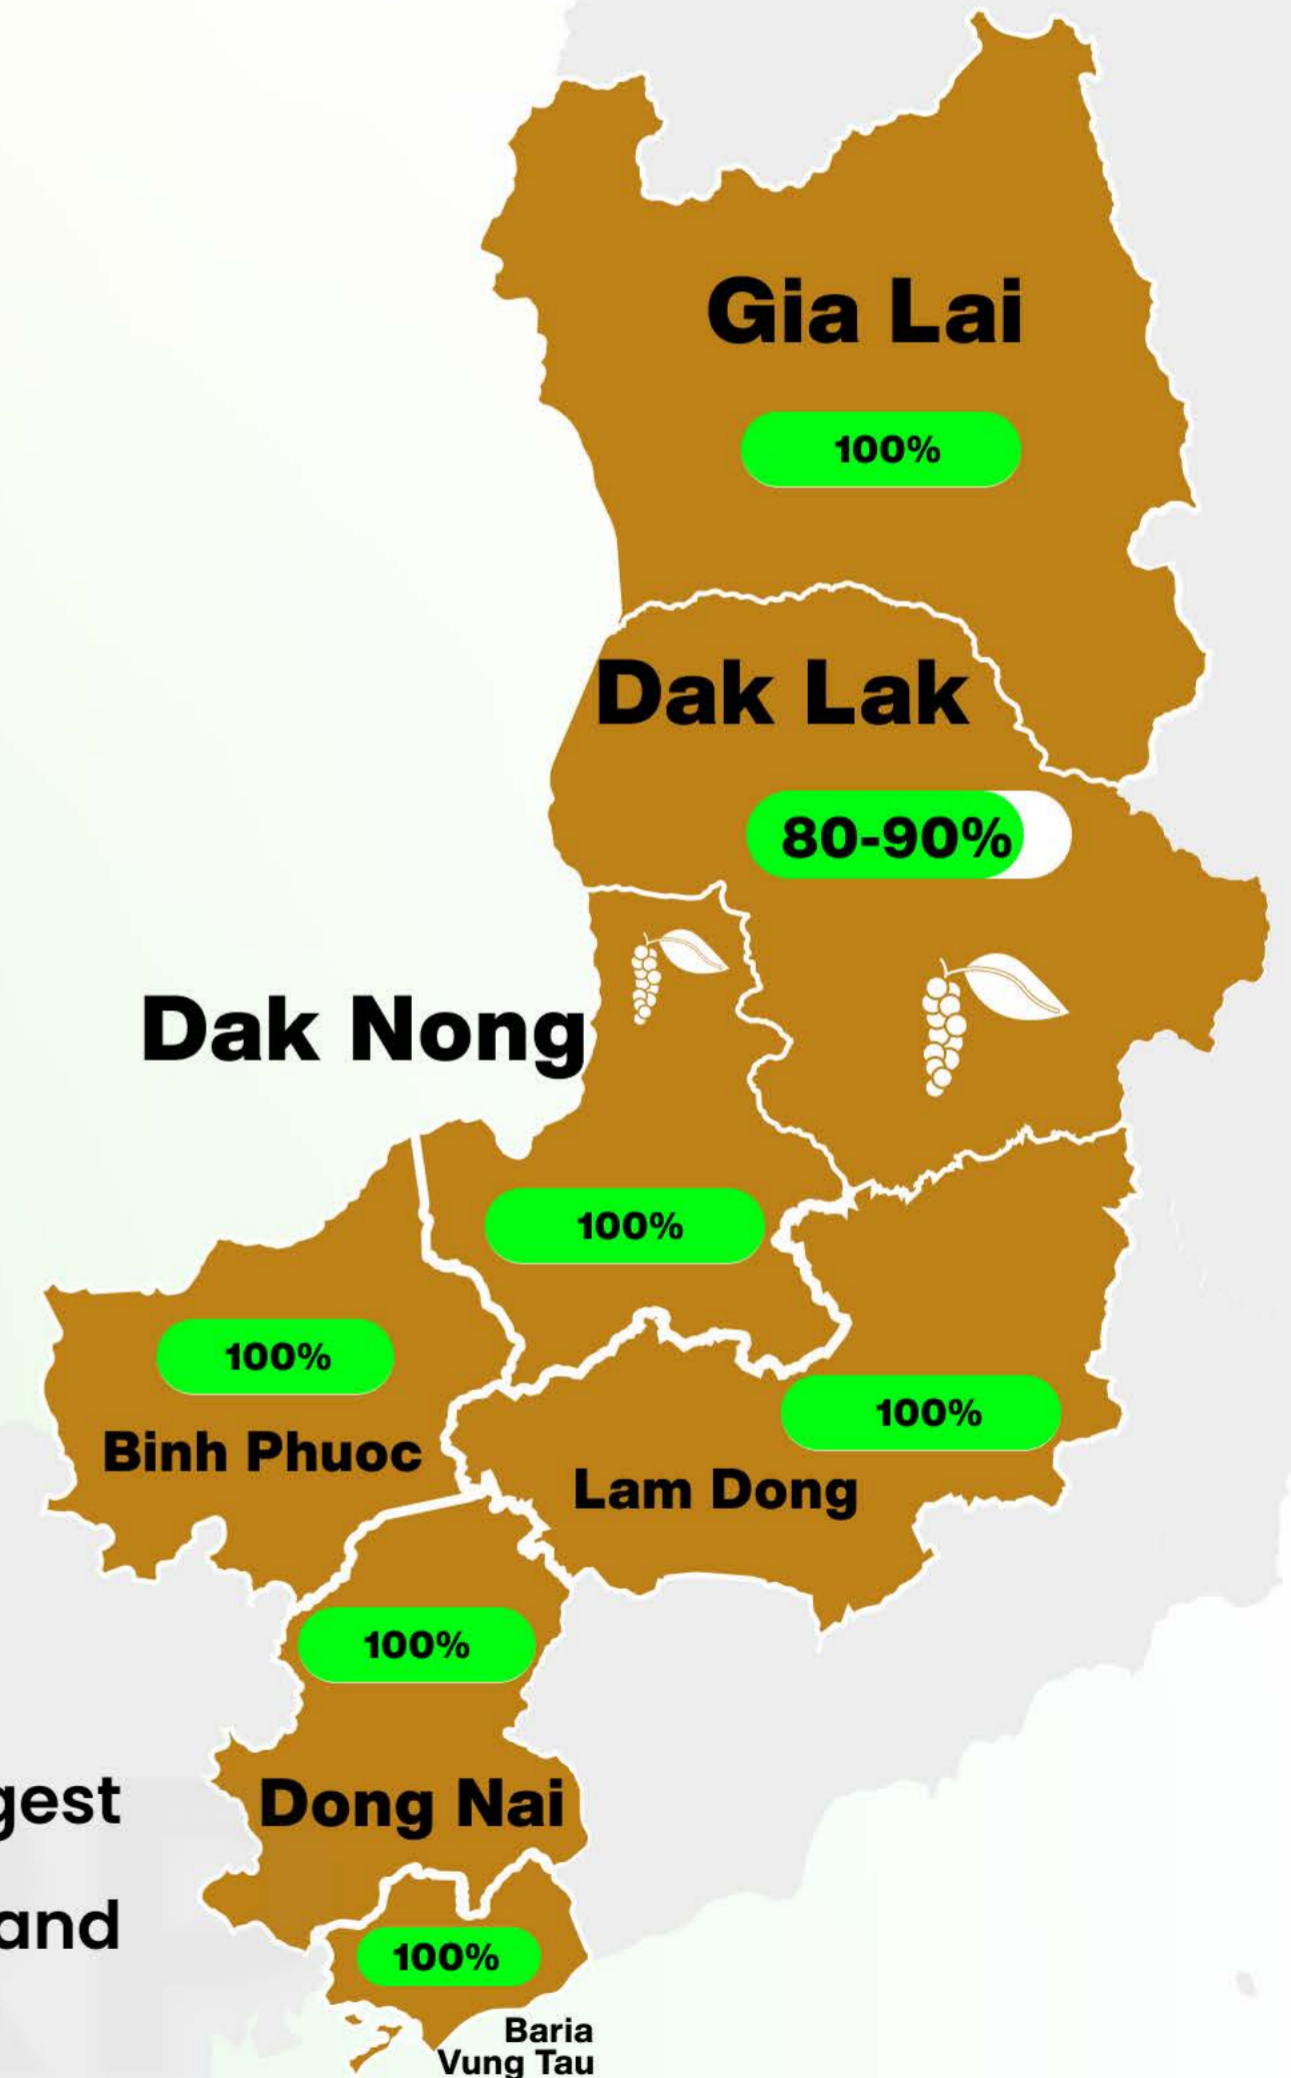 Gia Lai
100%
Dak Lak
80-90%
Dak Nong
100%
100%
Binh Phuoc
100%
Lam Dong
100%
Dong Nai
gest
and
100%
Baria
Vung Tau